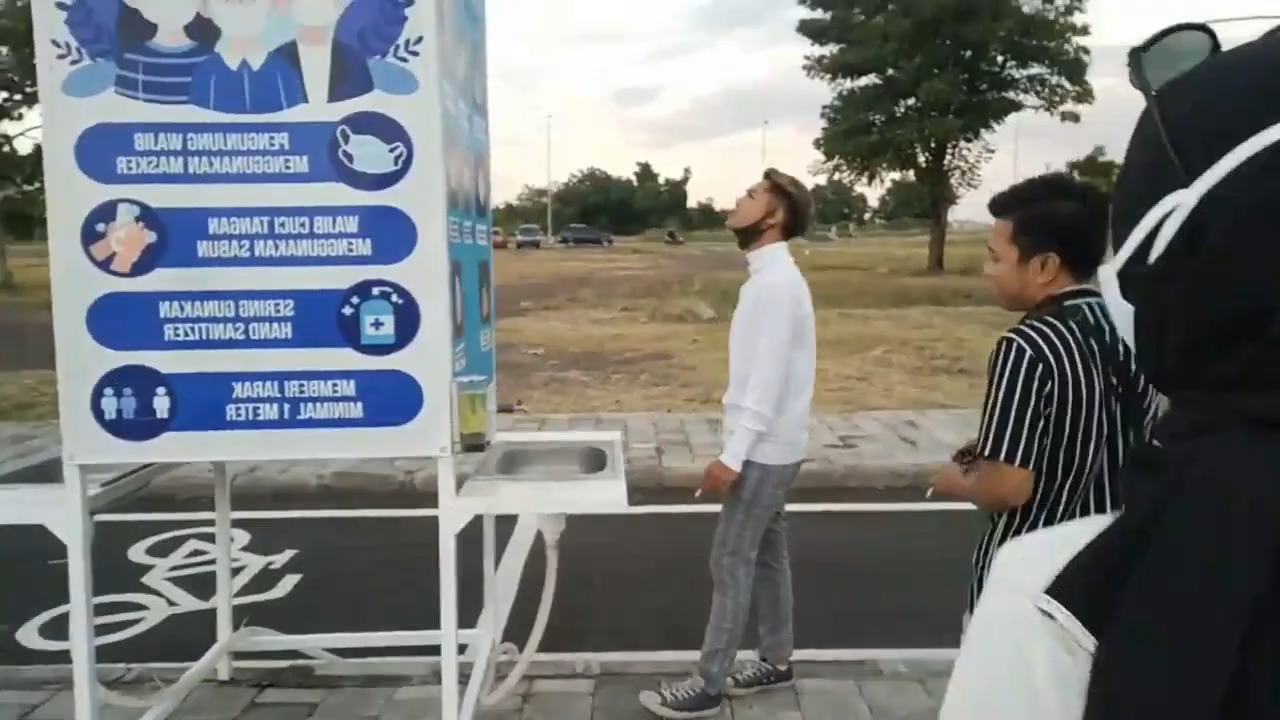 PENGUNJUNG WAJIB
MENGGUNAKAN MASKER
WAJIB CUCI TANGAN
MENGGUNAKAN SABUN
SERING GUNAKAN
HAND SANITIZER
MEMBERI JARAK
MINIMAL 1 METER